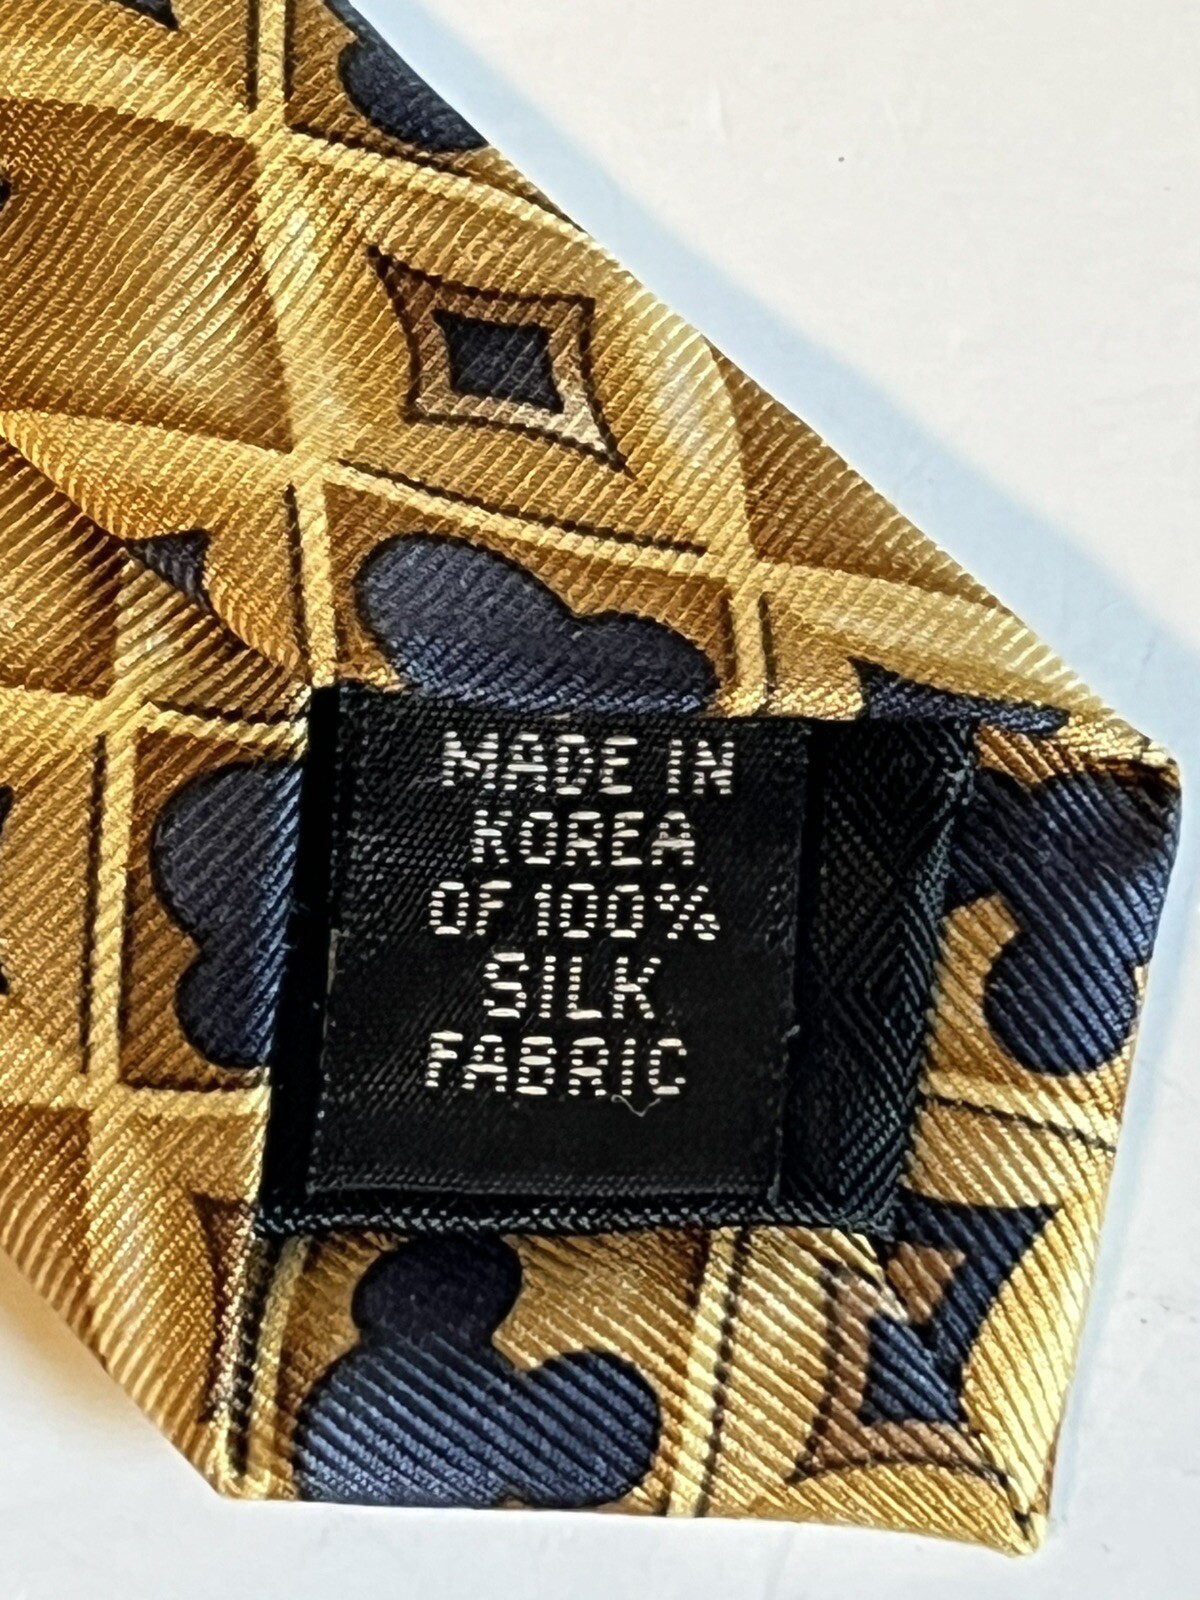 MADE IN
KOREA
OF 100%
SILK
FABRIC